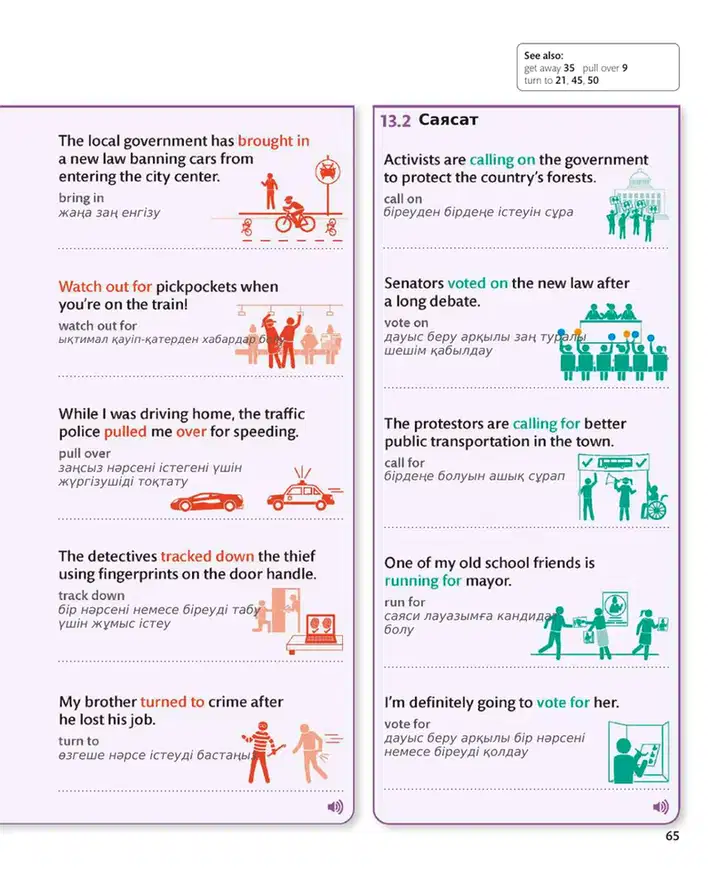 See also:
get away 35 pull over 9
turn to 21, 45, 50
The local government has brought in
a new law banning cars from
entering the city center.
bring in
жаңа заң енгізу
Watch out for pickpockets when
you're on the train!
watch out for
ықтимал қауіп-қатерден хабардар болу
While I was driving home, the traffic
police pulled me over for speeding.
pull over
заңсыз нәрсені істегені үшін
жүргізушіді тоқтату
The detectives tracked down the thief
using fingerprints on the door handle.
track down
бір нәрсені немесе біреуді табу
үшін жұмыс істеу
My brother turned to crime after
he lost his job.
turn to
өзгеше нәрсе істеуді бастаңыз
13.2 Саясат
Activists are calling on the government
to protect the country's forests.
call on
біреуден бірдеңе істеуін сұра
Senators voted on the new law after
a long debate.
vote on
дауыс беру арқылы заң туралы
шешім қабылдау
The protestors are calling for better
public transportation in the town.
call for
бірдеңе болуын ашық сұрап
One of my old school friends is
running for mayor.
run for
саяси лауазымға кандидат
болу
I'm definitely going to vote for her.
vote for
дауыс беру арқылы бір нәрсені
немесе біреуді қолдау
65